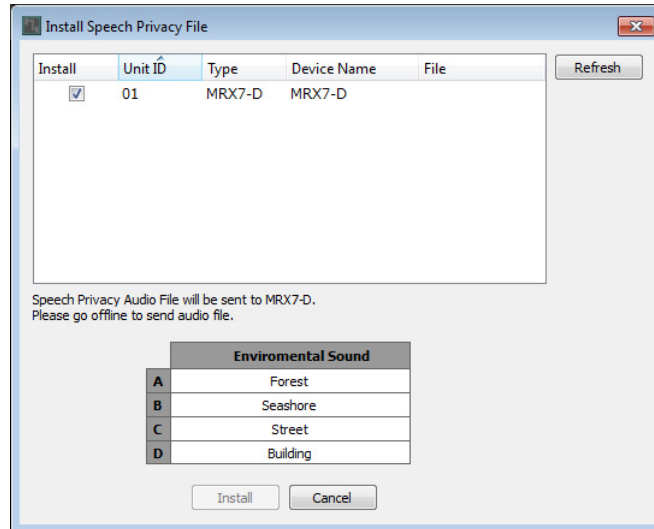 Install Speech Privacy File
Install Unit ID Type Device Name File
Refresh
01 MRX7-D MRX7-D
Speech Privacy Audio File will be sent to MRX7-D.
Please go offline to send audio file.
Enviromental Sound
A Forest
B Seashore
C Street
D Building
Install Cancel